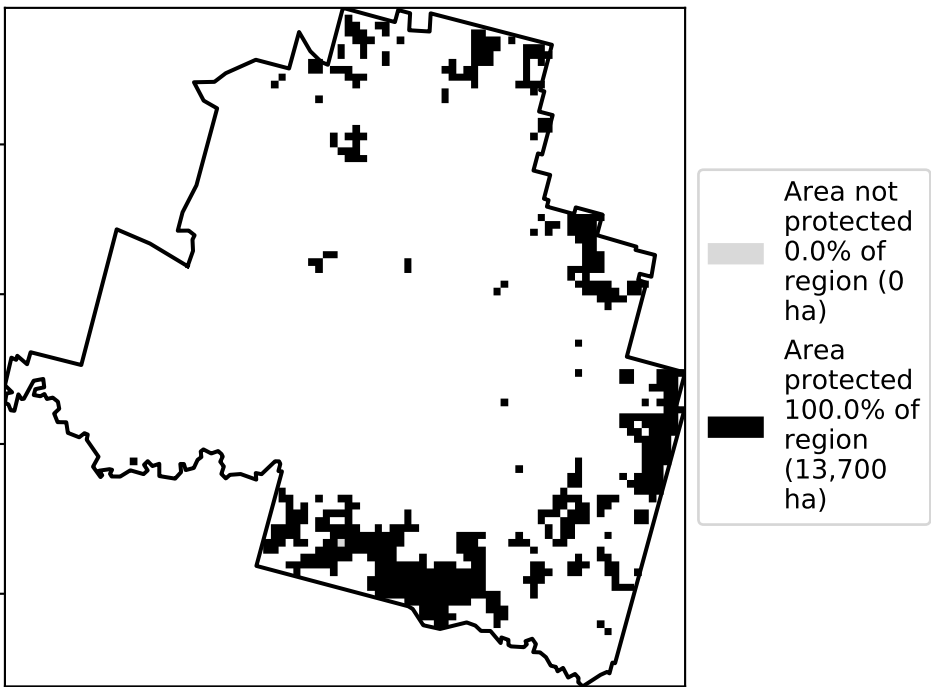 Area not
protected
0.0% of
region (0
ha)
Area
protected
100.0% of
region
(13,700
ha)